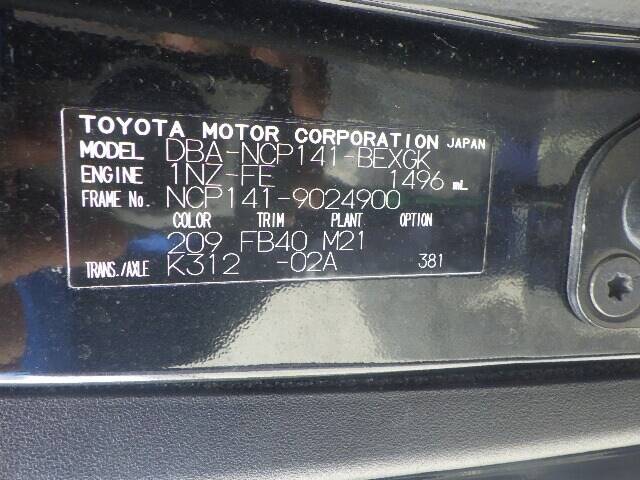 TOYOTA MOTOR CORPORATION JAPAN
MODEL DBA-NCP141-BEXGK
ENGINE 1NZ-FE 1496 mL
FRAME No. NCP141-9024900
COLOR TRIM PLANT OPTION
209 FB40 M21
TRANS./AXLE K312 -02A 381